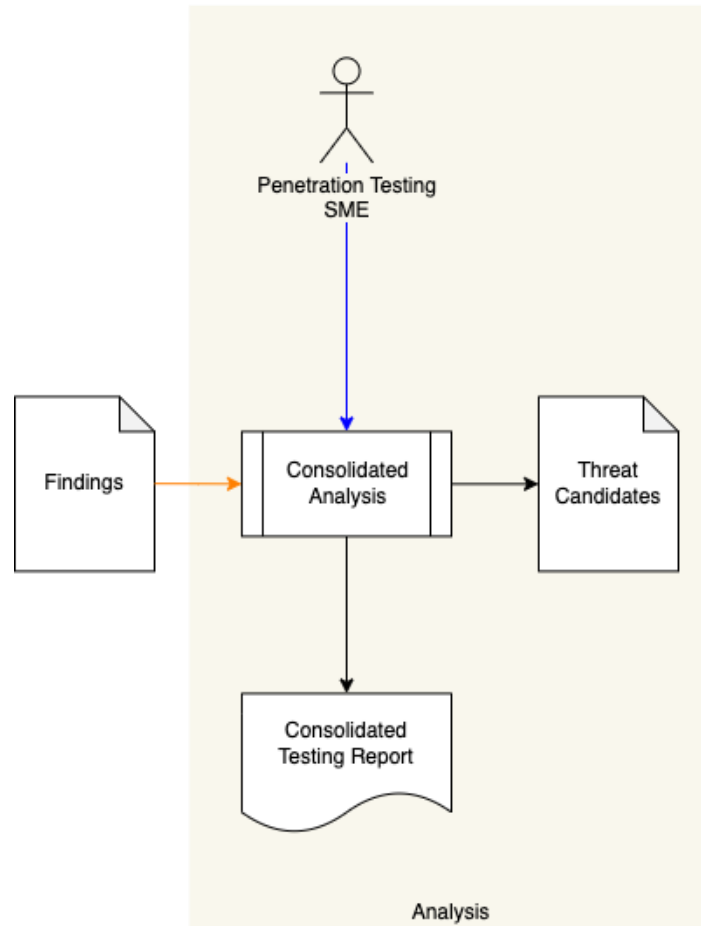 Penetration Testing
SME
Findings
Consolidated
Analysis
Threat
Candidates
Consolidated
Testing Report
Analysis